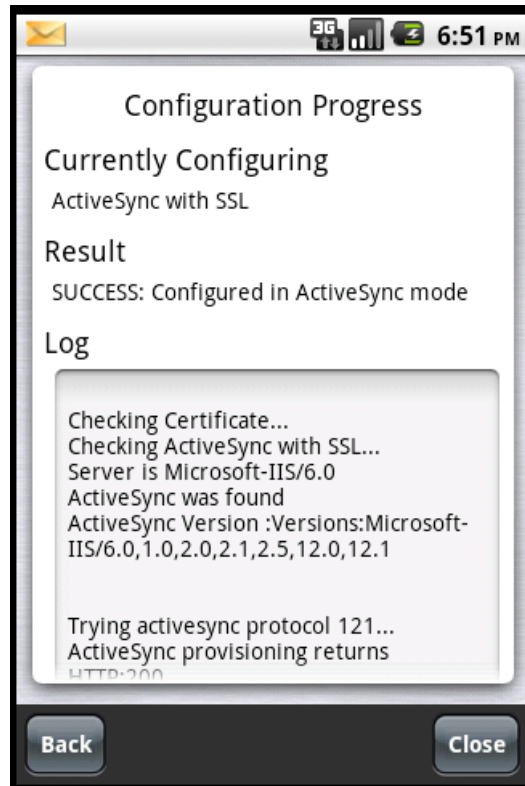 3G
6:51 PM
Configuration Progress
Currently Configuring
ActiveSync with SSL
Result
SUCCESS: Configured in ActiveSync mode
Log
Checking Certificate...
Checking ActiveSync with SSL...
Server is Microsoft-IIS/6.0
ActiveSync was found
ActiveSync Version :Versions:Microsoft-
IIS/6.0,1.0,2.0,2.1,2.5,12.0,12.1
Trying activesync protocol 121...
ActiveSync provisioning returns
HTTP:200
Back
Close